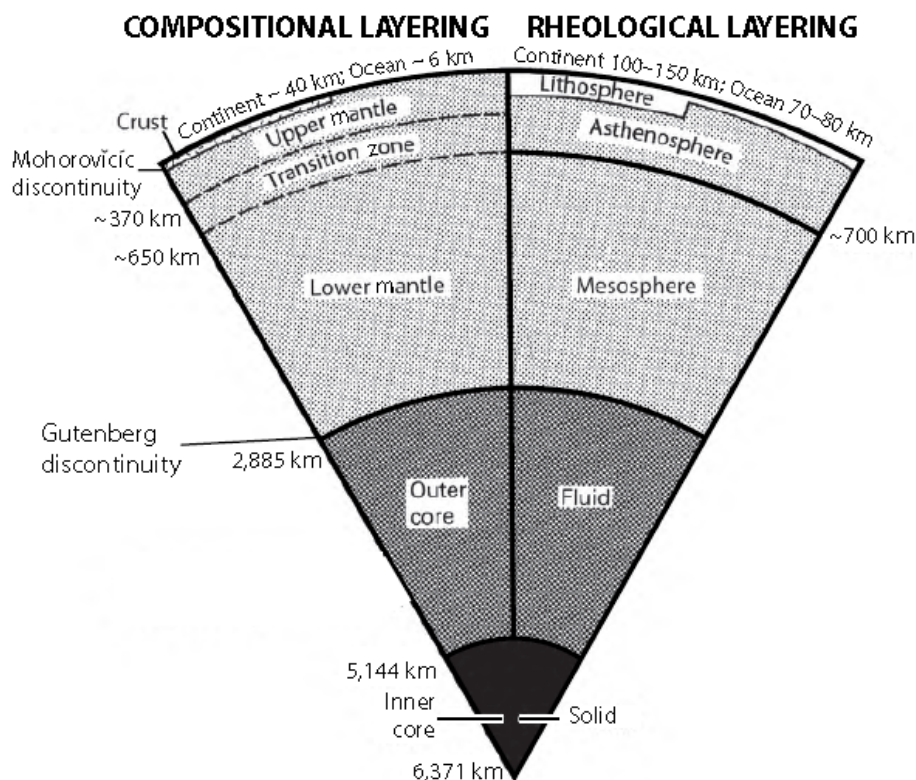 COMPOSITIONAL LAYERING
RHEOLOGICAL LAYERING
Continent ~ 40 km; Ocean ~ 6 km
Continent 100~150 km; Ocean 70~80 km
Crust
Mohorovĭcíc
discontinuity
Upper mantle
Transition zone
Lithosphere
Asthenosphere
~370 km
~650 km
~700 km
Lower mantle
Mesosphere
Gutenberg
discontinuity
2,885 km
Outer
core
Fluid
5,144 km
Inner
core
Solid
6,371 km